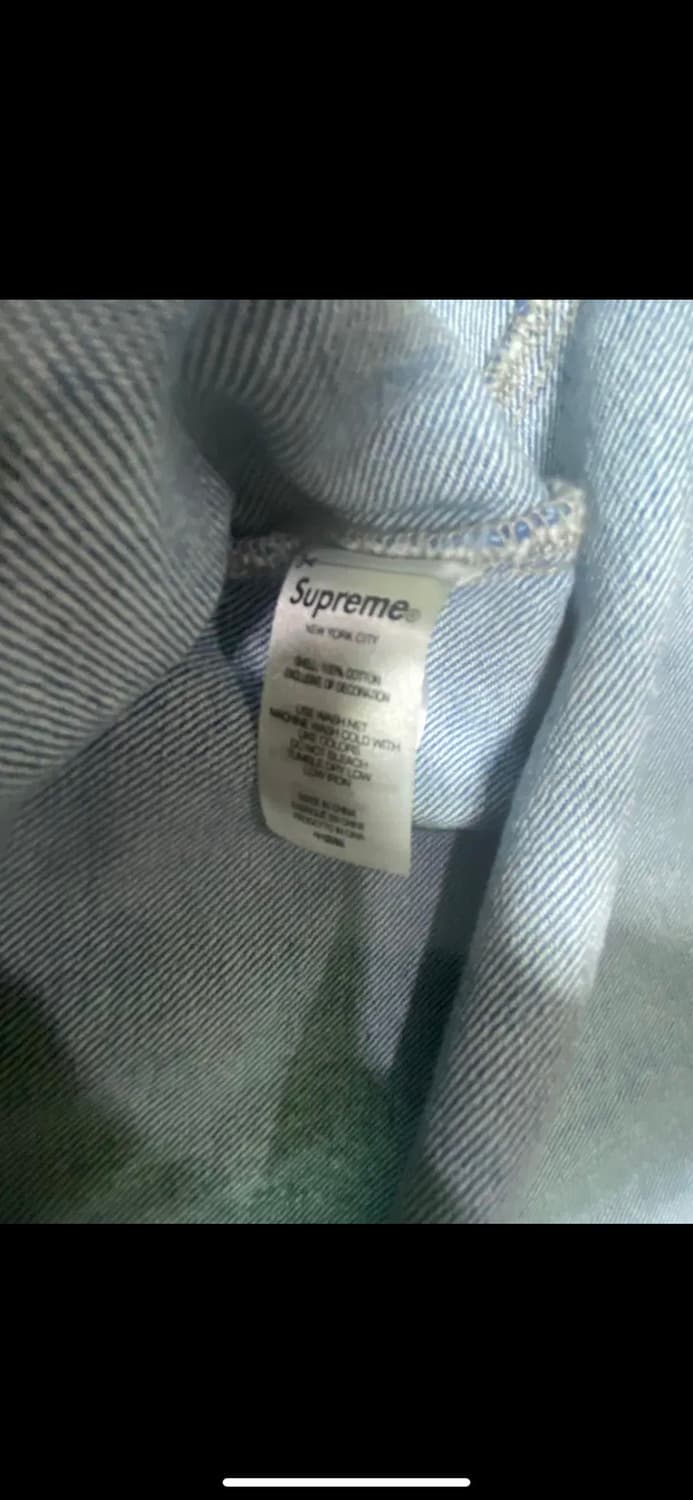 Supreme®
NEW YORK CITY
SHELL: 100% COTTON
EXCLUSIVE OF DECORATION
USE WASH NET
MACHINE WASH COLD WITH
LIKE COLORS
DO NOT BLEACH
TUMBLE DRY LOW
LOW IRON
MADE IN CHINA